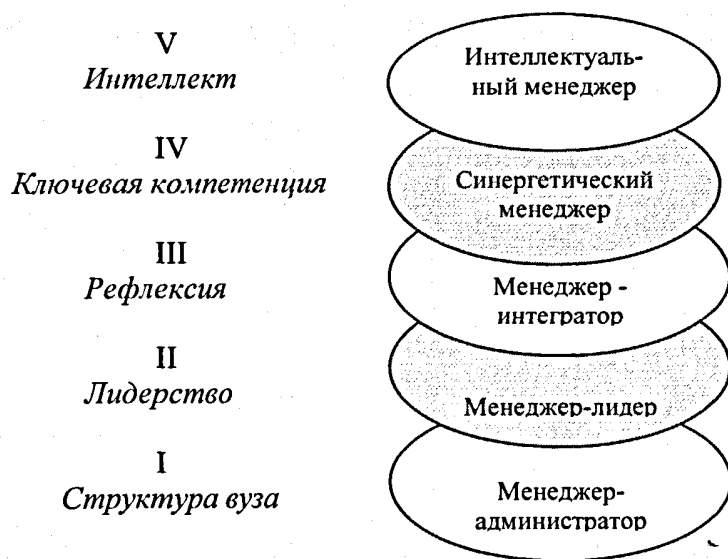 V
Интеллект
Интеллектуаль-
ный менеджер
IV
Ключевая компетенция
Синергетический
менеджер
III
Рефлексия
Менеджер -
интегратор
II
Лидерство
Менеджер-лидер
I
Структура вуза
Менеджер-
администратор